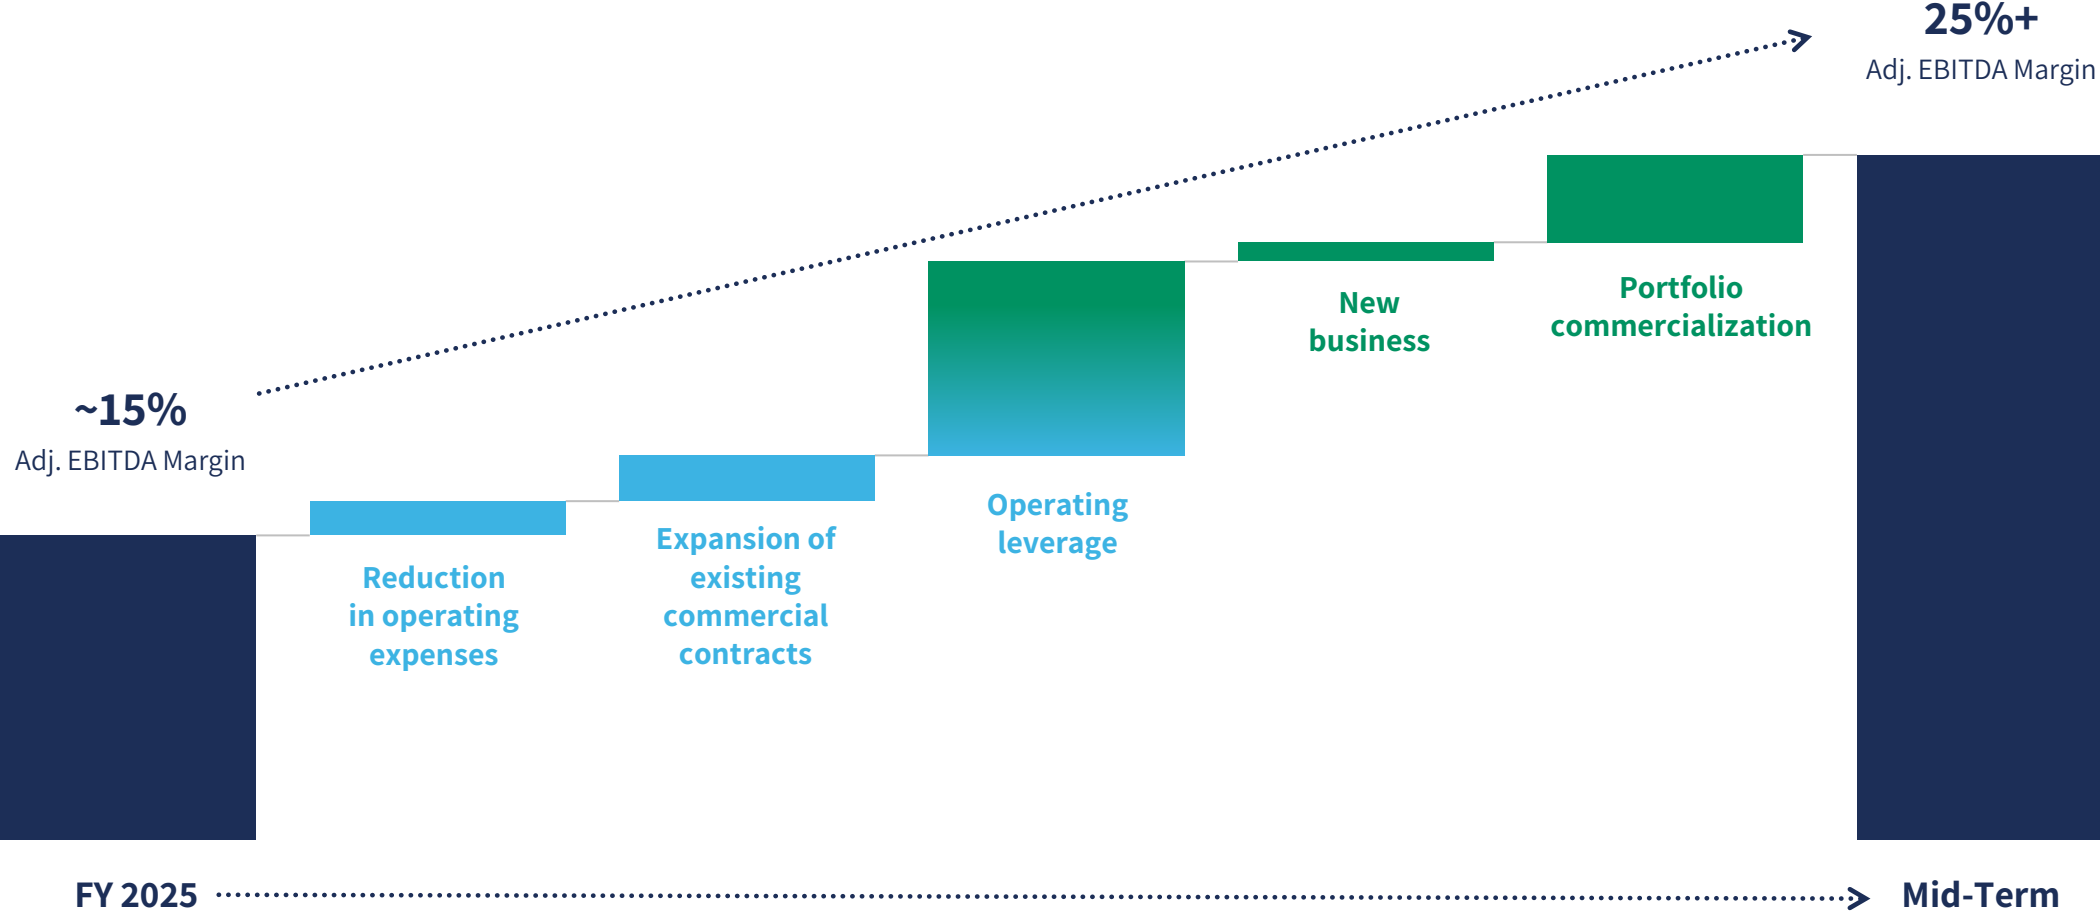 25%+
Adj. EBITDA Margin
~15%
Adj. EBITDA Margin
Reduction
in operating
expenses
Expansion of
existing
commercial
contracts
Operating
leverage
New
business
Portfolio
commercialization
FY 2025
Mid-Term